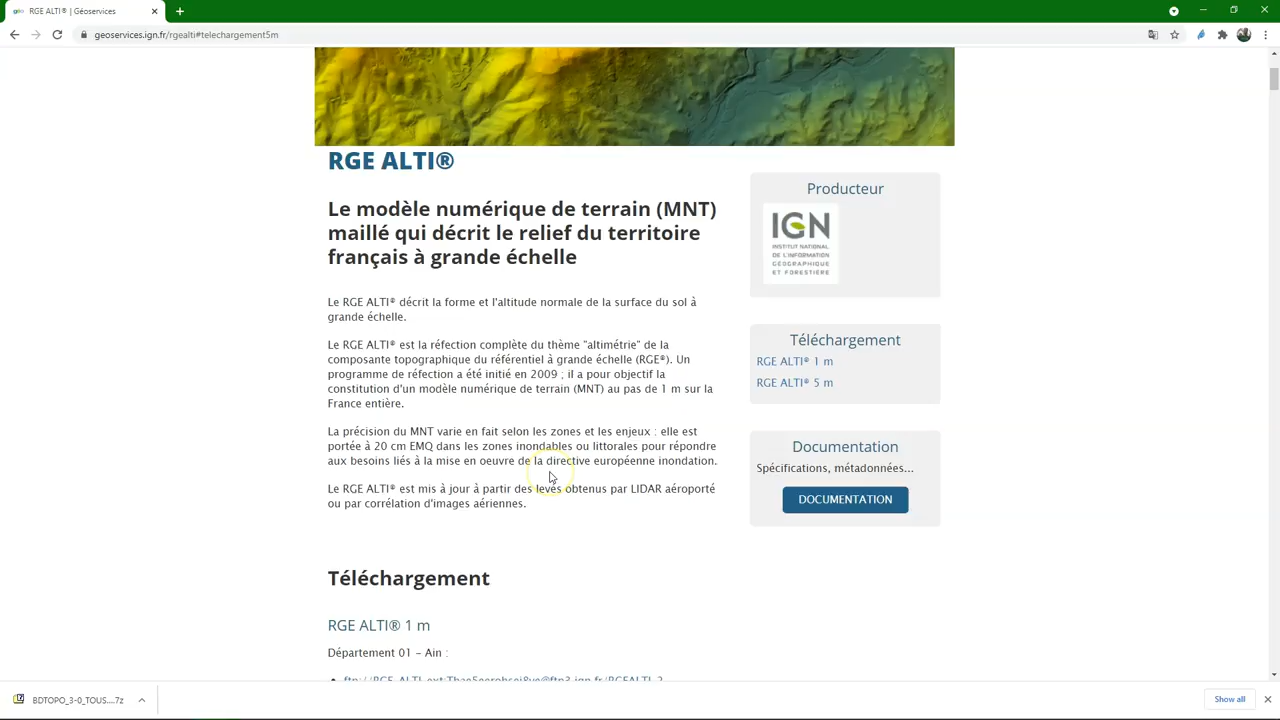 RGE ALTI® | Géoservices
geoservices.ign.fr/rgealti#telechargement5m
RGE ALTI®
Le modèle numérique de terrain (MNT)
maillé qui décrit le relief du territoire
français à grande échelle
Le RGE ALTI® décrit la forme et l'altitude normale de la surface du sol à
grande échelle.
Le RGE ALTI® est la réfection complète du thème "altimétrie" de la
composante topographique du référentiel à grande échelle (RGE®). Un
programme de réfection a été initié en 2009 ; il a pour objectif la
constitution d'un modèle numérique de terrain (MNT) au pas de 1 m sur la
France entière.
La précision du MNT varie en fait selon les zones et les enjeux : elle est
portée à 20 cm EMQ dans les zones inondables ou littorales pour répondre
aux besoins liés à la mise en oeuvre de la directive européenne inondation.
Le RGE ALTI® est mis à jour à partir des levés obtenus par LIDAR aéroporté
ou par corrélation d'images aériennes.
Téléchargement
RGE ALTI® 1 m
Département 01 – Ain :
Producteur
IGN
INSTITUT NATIONAL
DE L'INFORMATION
GÉOGRAPHIQUE
ET FORESTIÈRE
Téléchargement
RGE ALTI® 1 m
RGE ALTI® 5 m
Documentation
Spécifications, métadonnées...
DOCUMENTATION
BDTOPO_3-0_TOUS....7z
Show all